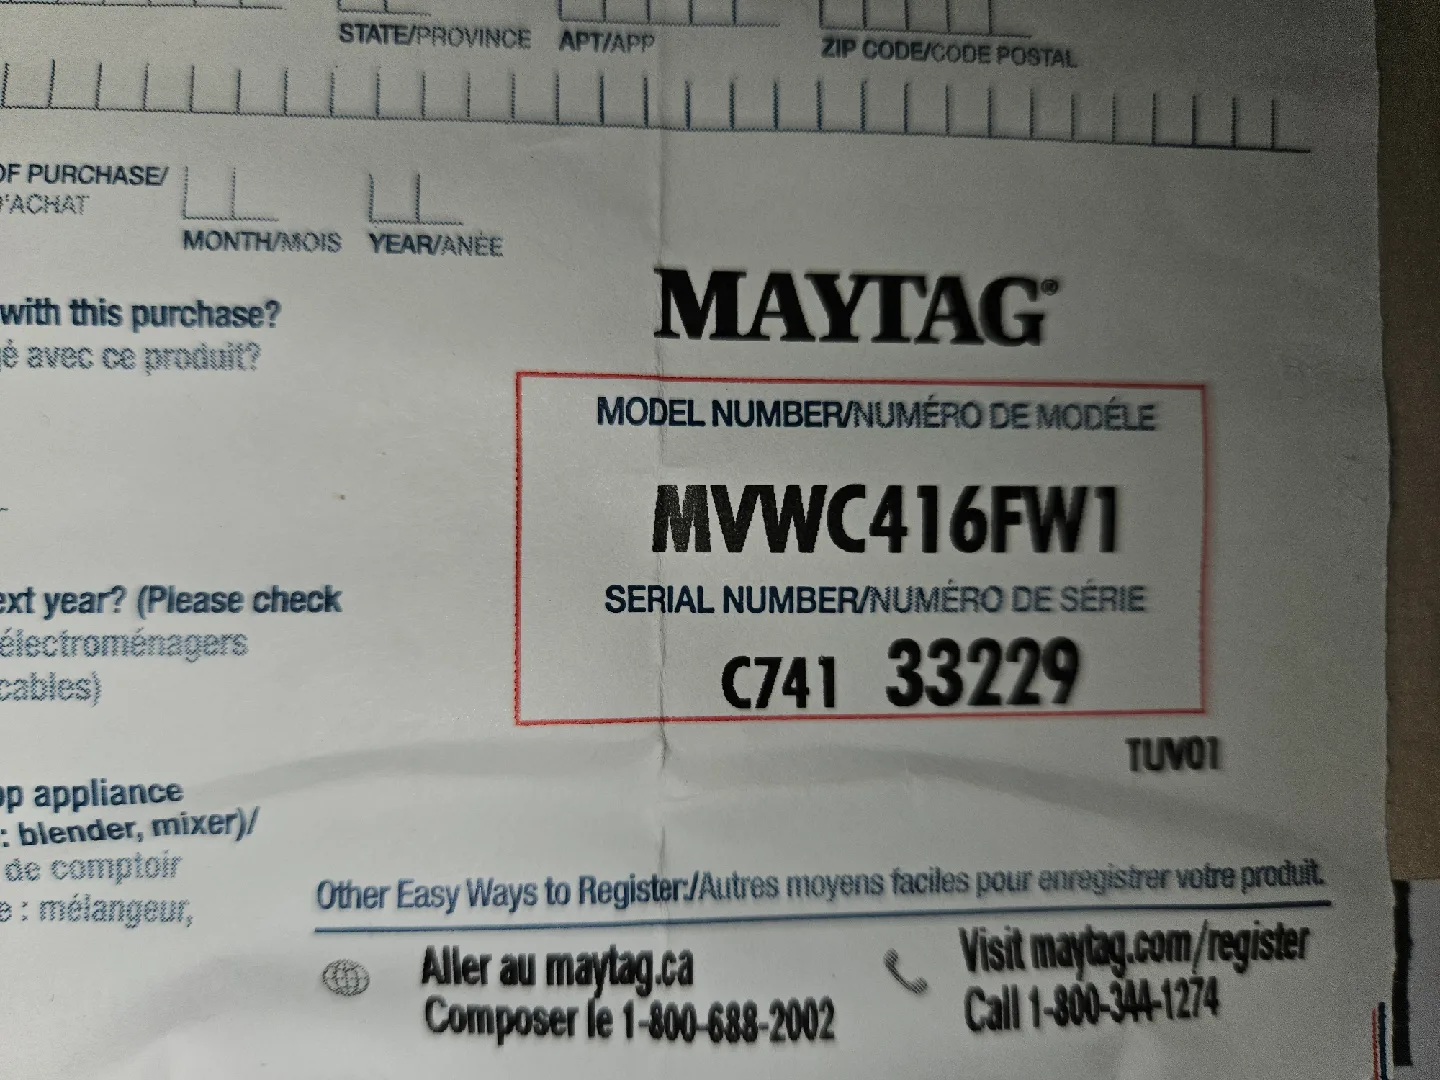 STATE/PROVINCE APT/APP ZIP CODE/CODE POSTAL
OF PURCHASE/
D'ACHAT
MONTH/MOIS YEAR/ANÉE
with this purchase?
é avec ce produit?
MAYTAG®
MODEL NUMBER/NUMÉRO DE MODÉLE
MVWC416FW1
SERIAL NUMBER/NUMÉRO DE SÉRIE
C741 33229
TUV01
ext year? (Please check
électroménagers
cables)
op appliance
: blender, mixer)/
de comptoir
e : mélangeur,
Other Easy Ways to Register:/Autres moyens faciles pour enregistrer votre produit.
Aller au maytag.ca
Composer le 1-800-688-2002
Visit maytag.com/register
Call 1-800-344-1274